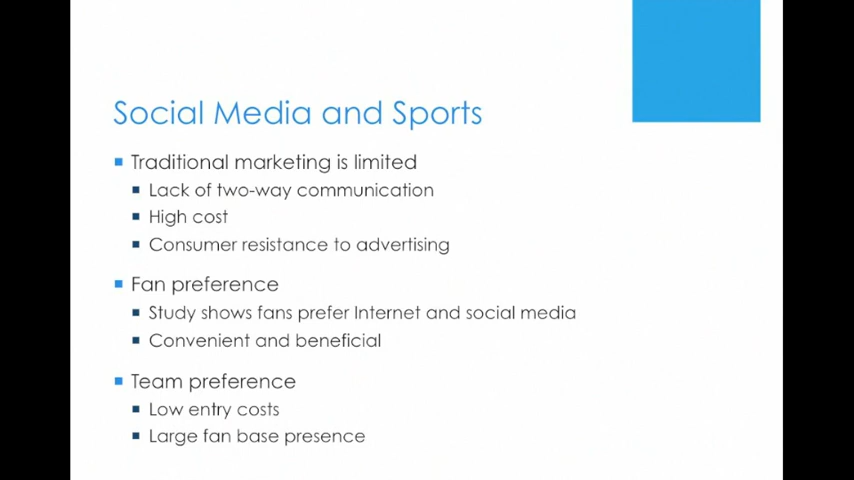 Social Media and Sports
Traditional marketing is limited
Lack of two-way communication
High cost
Consumer resistance to advertising
Fan preference
Study shows fans prefer Internet and social media
Convenient and beneficial
Team preference
Low entry costs
Large fan base presence